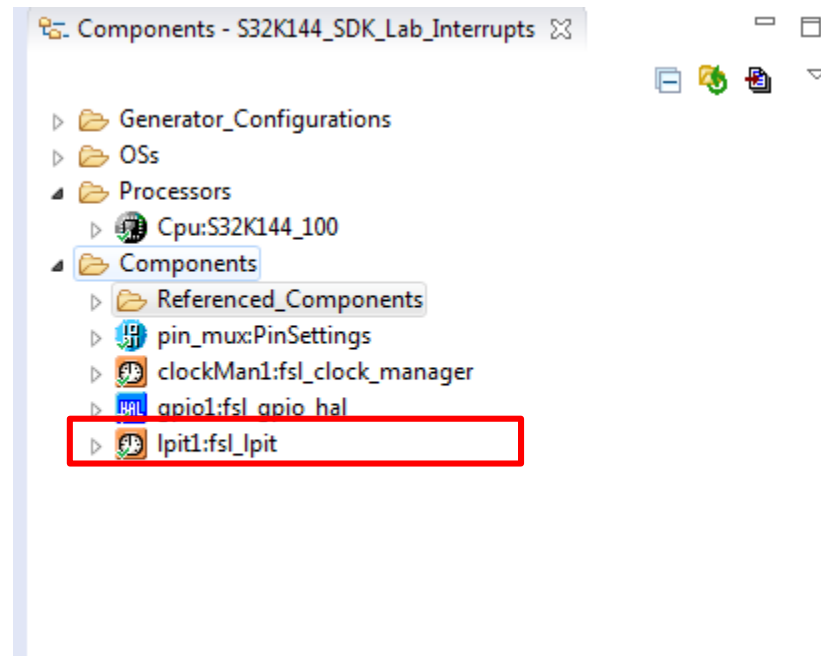 Components - S32K144_SDK_Lab_Interrupts
Generator_Configurations
OSs
Processors
Cpu:S32K144_100
Components
Referenced_Components
pin_mux:PinSettings
clockMan1:fsl_clock_manager
gpio1:fsl_gpio_hal
lpit1:fsl_lpit